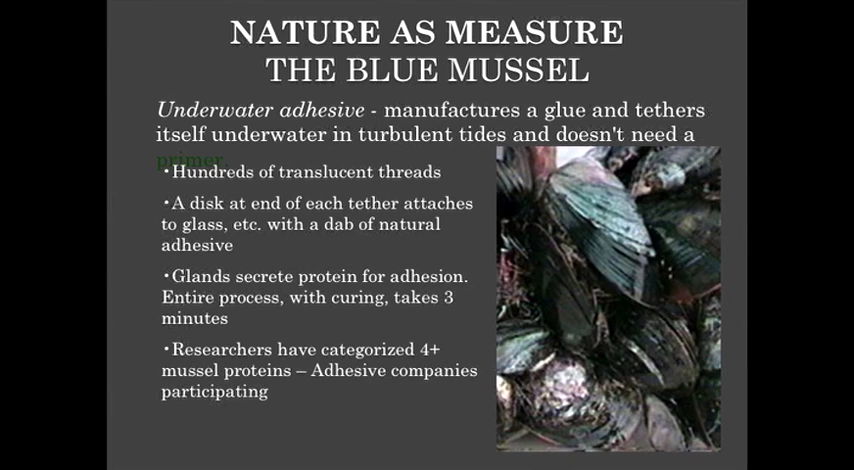 NATURE AS MEASURE
THE BLUE MUSSEL
Underwater adhesive - manufactures a glue and tethers
itself underwater in turbulent tides and doesn't need a
primer.
•Hundreds of translucent threads
•A disk at end of each tether attaches
to glass, etc. with a dab of natural
adhesive
•Glands secrete protein for adhesion.
Entire process, with curing, takes 3
minutes
•Researchers have categorized 4+
mussel proteins – Adhesive companies
participating